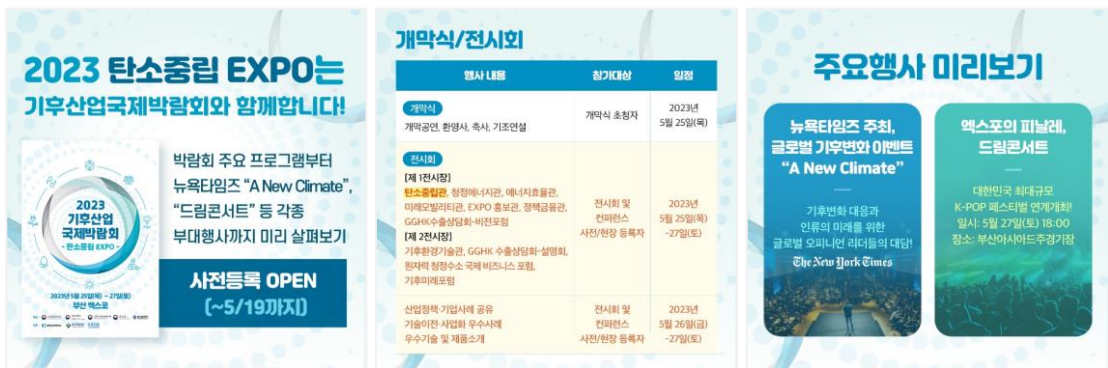 2023 탄소중립 EXPO는
기후산업국제박람회와 함께합니다!
2023
기후산업
국제박람회
- 탄소중립 EXPO -
2023년 5월 25일(목) ~ 27일(토)
부산 벡스코
박람회 주요 프로그램부터
뉴욕타임즈 “A New Climate”,
“드림콘서트” 등 각종
부대행사까지 미리 살펴보기
사전등록 OPEN
(~5/19까지)
개막식/전시회
행사 내용 참가대상 일정
개막식
개막공연, 환영사, 축사, 기조연설
개막식 초청자
2023년
5월 25일(목)
전시회
[제 1전시장]
탄소중립관, 청정에너지관, 에너지효율관,
미래모빌리티관, EXPO 홍보관, 정책금융관,
GGHK수출상담회-비전포럼
[제 2전시장]
기후환경기술관, GGHK 수출상담회-설명회,
원자력 청정수소 국제 비즈니스 포럼,
기후미래포럼
전시회 및
컨퍼런스
사전/현장 등록자
2023년
5월 25일(목)
-27일(토)
산업정책·기업사례 공유
기술이전·사업화 우수사례
우수기술 및 제품소개
전시회 및
컨퍼런스
사전/현장 등록자
2023년
5월 26일(금)
-27일(토)
주요행사 미리보기
뉴욕타임즈 주최,
글로벌 기후변화 이벤트
“A New Climate”
기후변화 대응과
인류의 미래를 위한
글로벌 오피니언 리더들의 대담!
The New York Times
엑스포의 피날레,
드림콘서트
대한민국 최대규모
K-POP 페스티벌 연계개최!
일시: 5월 27일(토) 18:00
장소: 부산아시아드주경기장